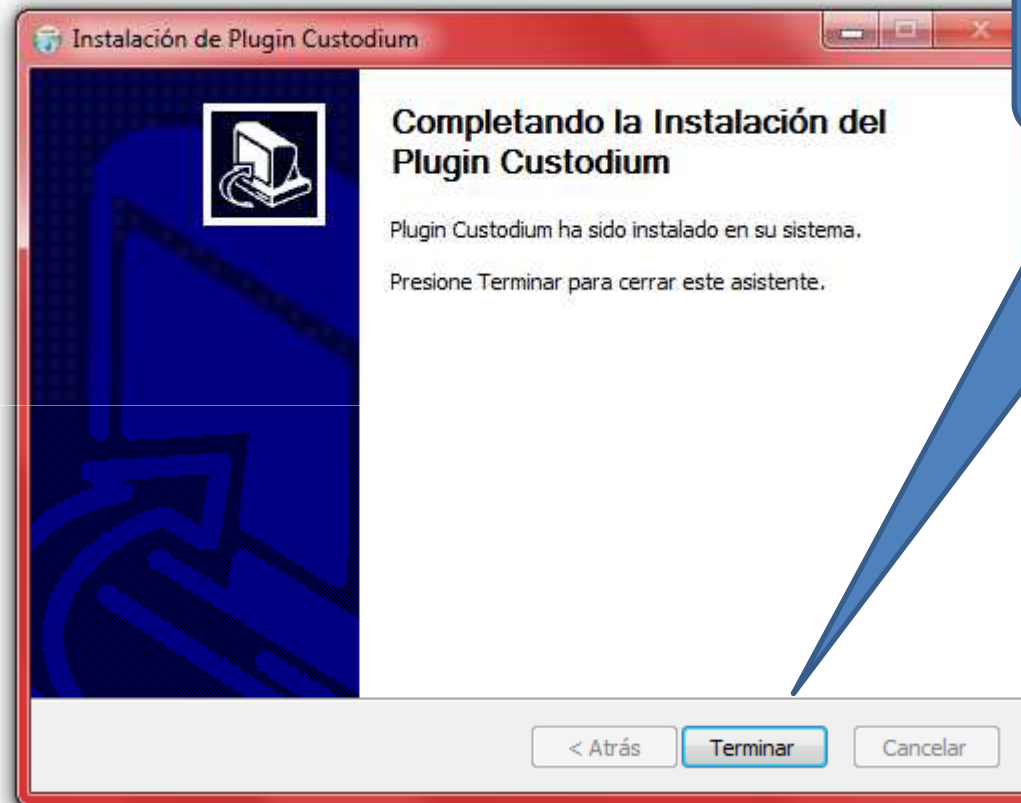 Instalación de Plugin Custodium
Completando la Instalación del
Plugin Custodium
Plugin Custodium ha sido instalado en su sistema.
Presione Terminar para cerrar este asistente.
< Atrás
Terminar
Cancelar